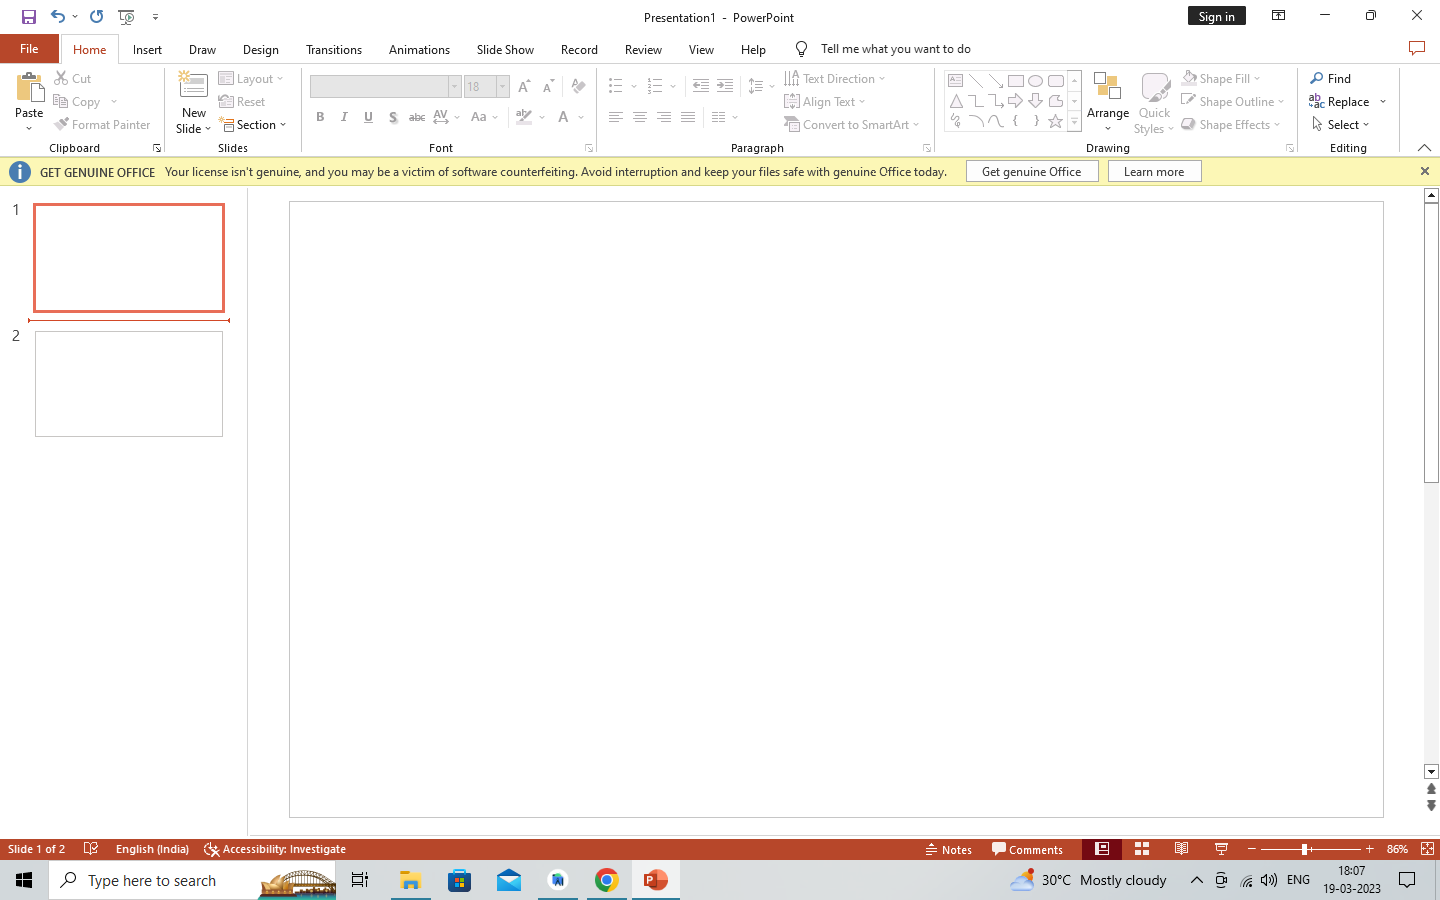 Presentation1 - PowerPoint
Sign in
File Home Insert Draw Design Transitions Animations Slide Show Record Review View Help Tell me what you want to do
Paste
Cut
Copy
Format Painter
Clipboard
New
Slide
Layout
Reset
Section
Slides
18
B I U S abc AV Aa A
Font
Text Direction
Align Text
Convert to SmartArt
Paragraph
Arrange
Quick
Styles
Shape Fill
Shape Outline
Shape Effects
Drawing
Find
Replace
Select
Editing
GET GENUINE OFFICE Your license isn't genuine, and you may be a victim of software counterfeiting. Avoid interruption and keep your files safe with genuine Office today. Get genuine Office Learn more
1
2
Slide 1 of 2 English (India) Accessibility: Investigate Notes Comments 86%
Type here to search 30°C Mostly cloudy ENG
18:07
19-03-2023